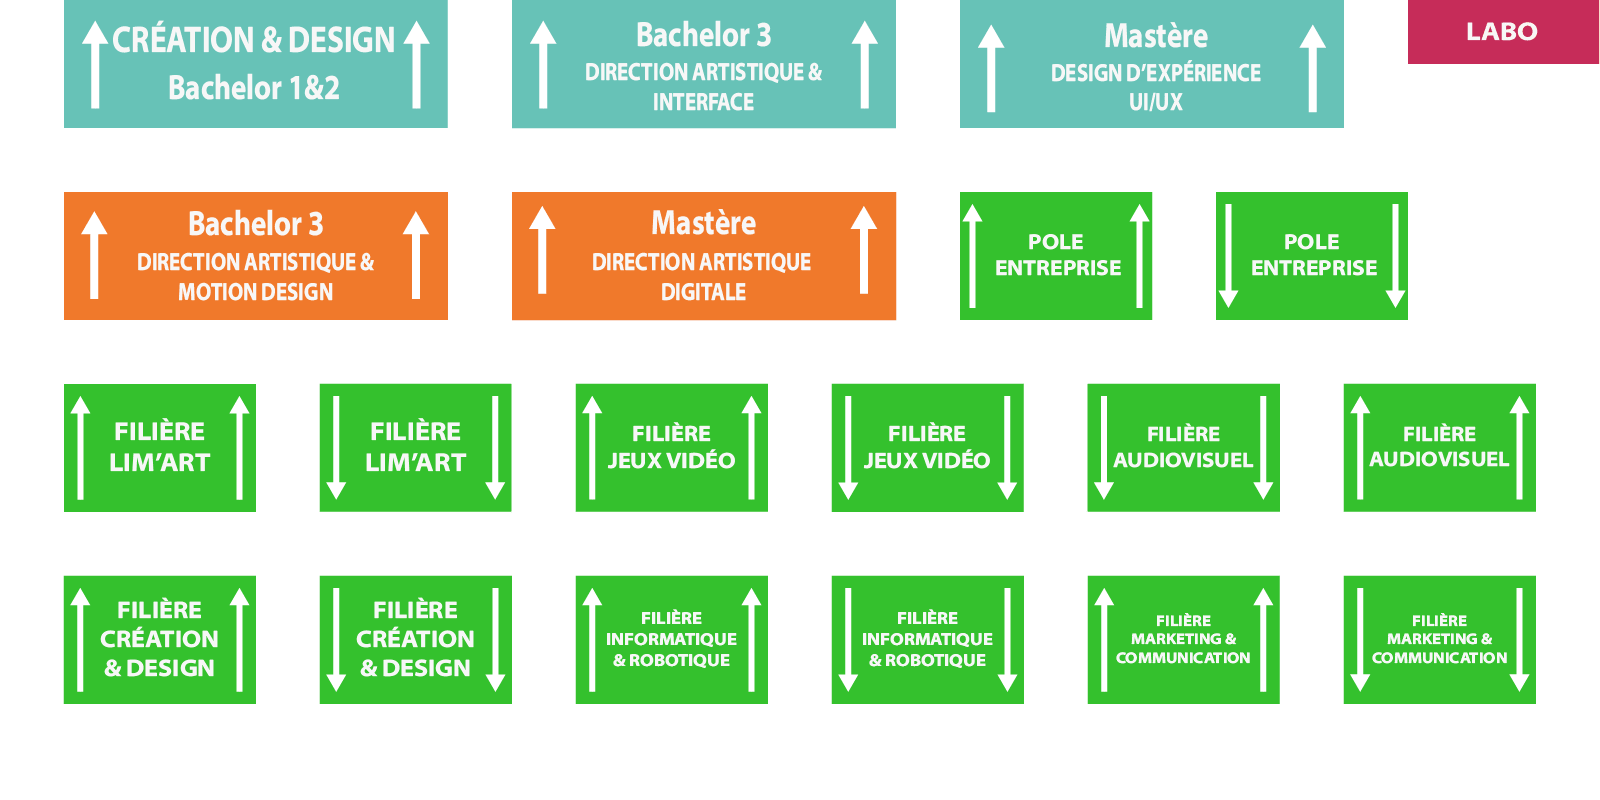 CRÉATION & DESIGN
Bachelor 1&2
Bachelor 3
DIRECTION ARTISTIQUE &
INTERFACE
Mastère
DESIGN D’EXPÉRIENCE
UI/UX
LABO
Bachelor 3
DIRECTION ARTISTIQUE &
MOTION DESIGN
Mastère
DIRECTION ARTISTIQUE
DIGITALE
POLE
ENTREPRISE
POLE
ENTREPRISE
FILIÈRE
LIM’ART
FILIÈRE
LIM’ART
FILIÈRE
JEUX VIDÉO
FILIÈRE
JEUX VIDÉO
FILIÈRE
AUDIOVISUEL
FILIÈRE
AUDIOVISUEL
FILIÈRE
CRÉATION
& DESIGN
FILIÈRE
CRÉATION
& DESIGN
FILIÈRE
INFORMATIQUE
& ROBOTIQUE
FILIÈRE
INFORMATIQUE
& ROBOTIQUE
FILIÈRE
MARKETING &
COMMUNICATION
FILIÈRE
MARKETING &
COMMUNICATION